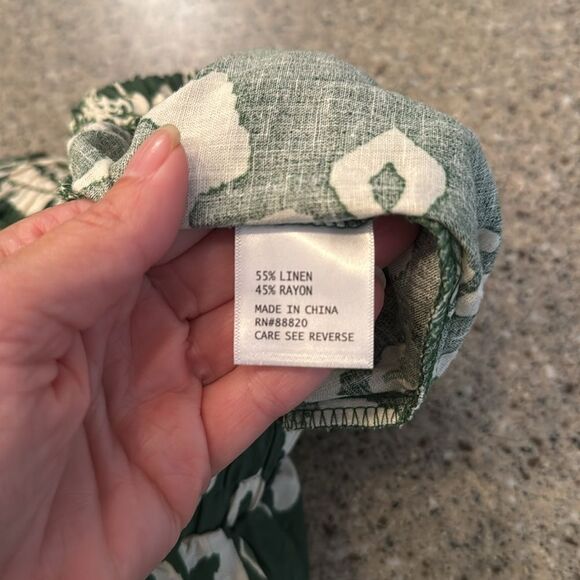 55% LINEN
45% RAYON
MADE IN CHINA
RN#88820
CARE SEE REVERSE